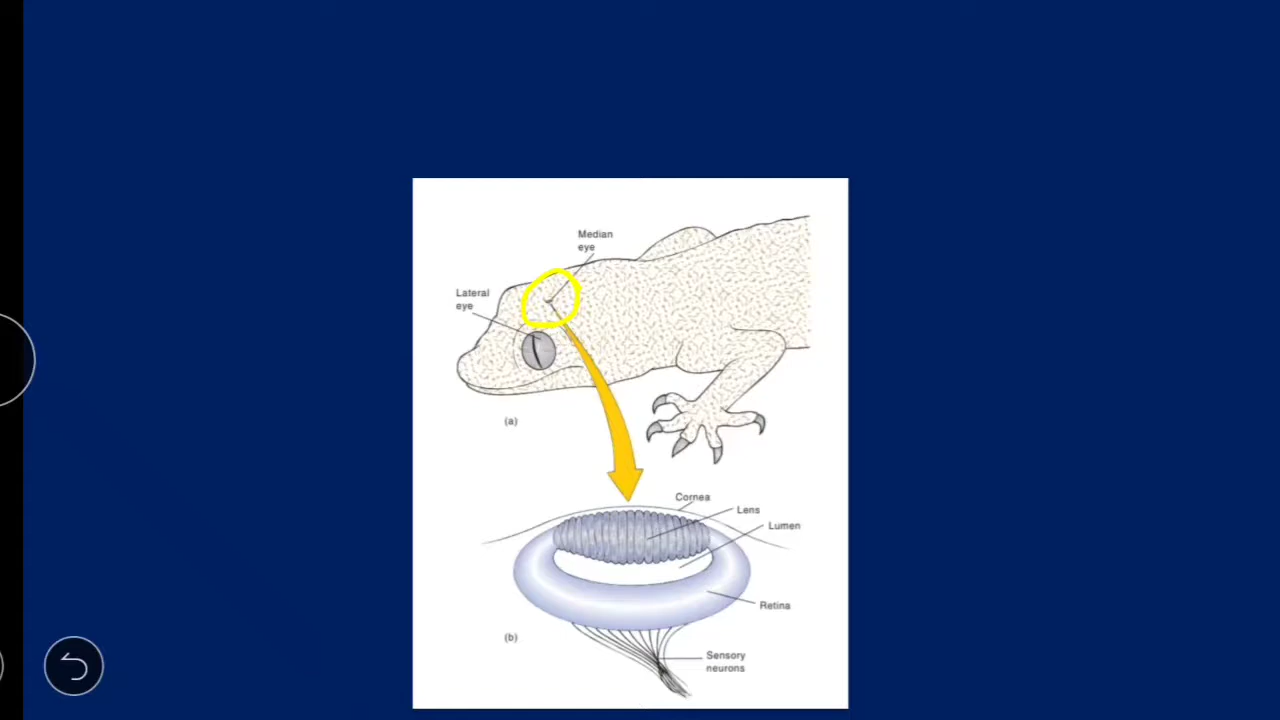 Median
eye
Lateral
eye
(a)
Cornea
Lens
Lumen
Retina
(b)
Sensory
neurons